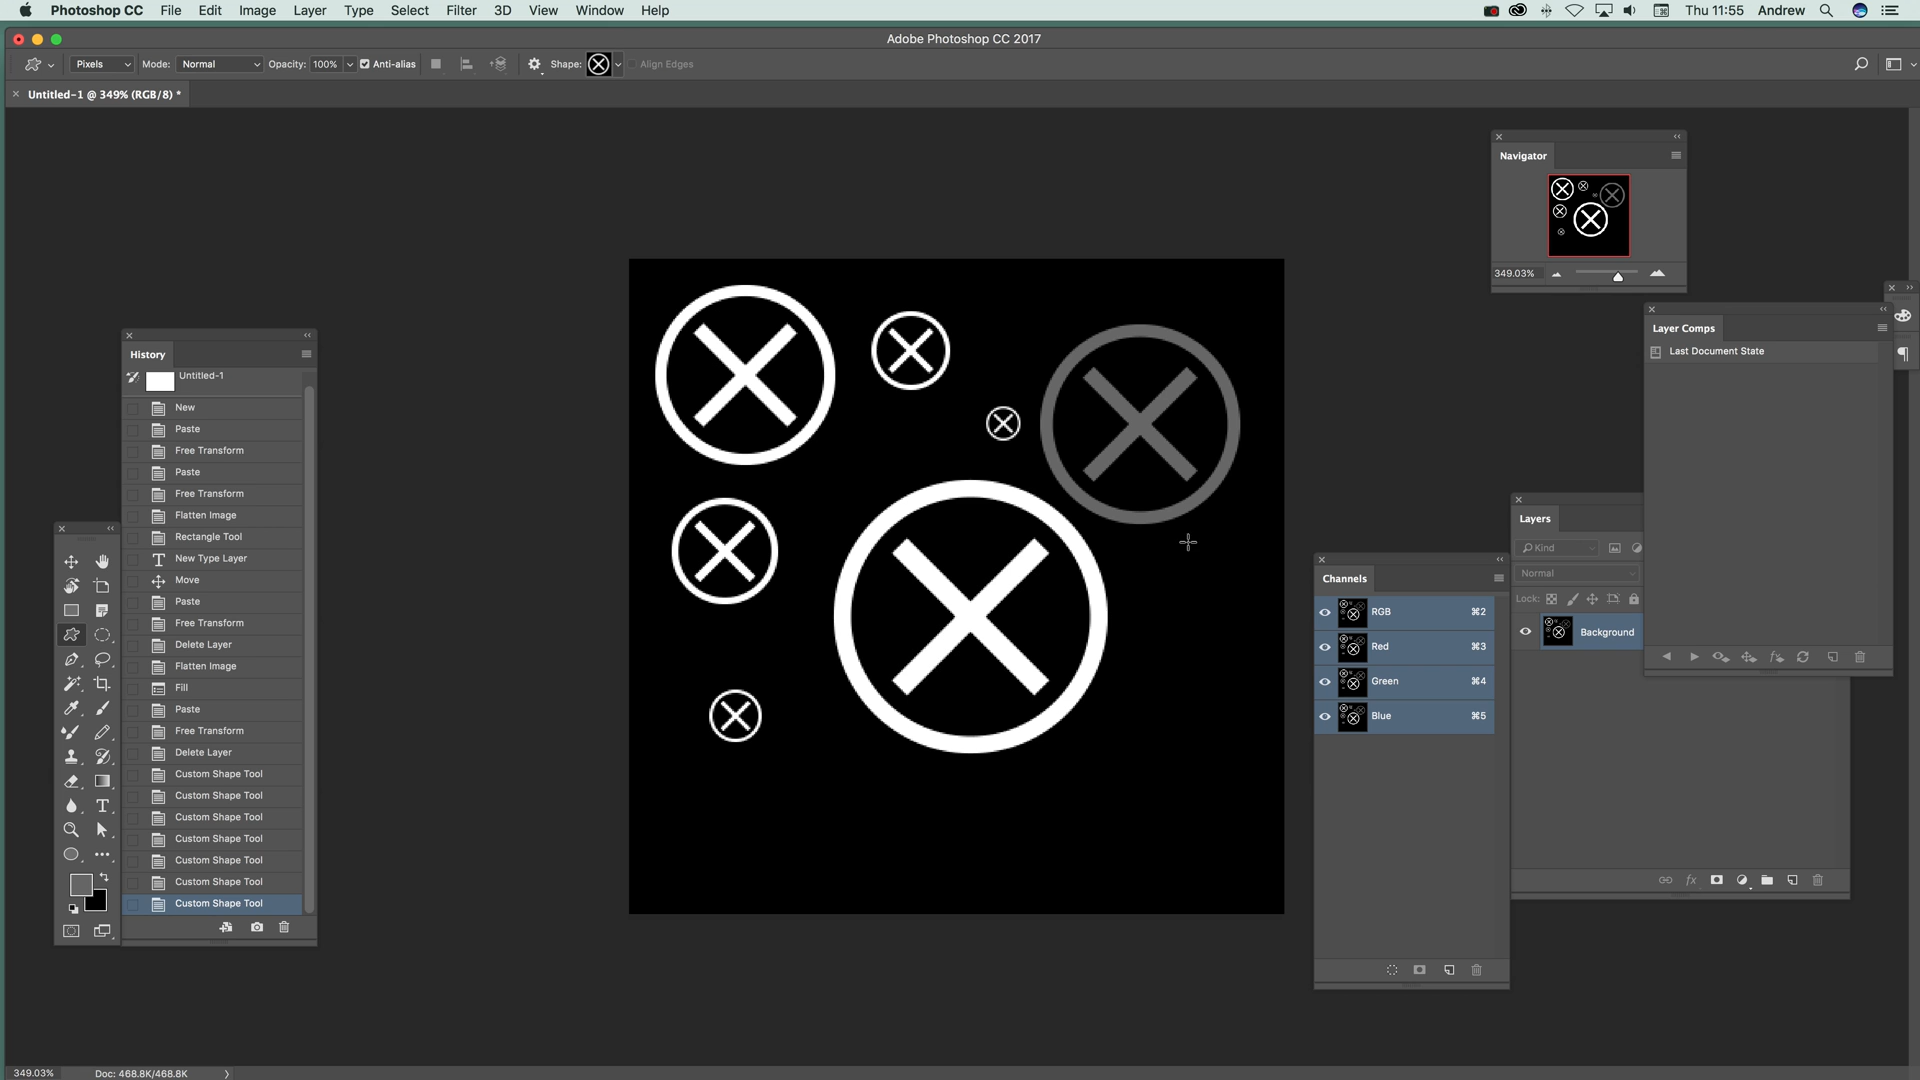 Photoshop CC File Edit Image Layer Type Select Filter 3D View Window Help Thu 11:55 Andrew
Adobe Photoshop CC 2017
Pixels Mode: Normal Opacity: 100% Anti-alias Shape: Align Edges
Untitled-1 @ 349% (RGB/8) *
Navigator
349.03%
Layer Comps
Last Document State
History
Untitled-1
New
Paste
Free Transform
Paste
Free Transform
Flatten Image
Rectangle Tool
New Type Layer
Move
Paste
Free Transform
Delete Layer
Flatten Image
Fill
Paste
Free Transform
Delete Layer
Custom Shape Tool
Custom Shape Tool
Custom Shape Tool
Custom Shape Tool
Custom Shape Tool
Custom Shape Tool
Custom Shape Tool
Channels
RGB ⌘2
Red ⌘3
Green ⌘4
Blue ⌘5
Layers
Kind
Normal
Lock:
Background
fx
349.03% Doc: 468.8K/468.8K